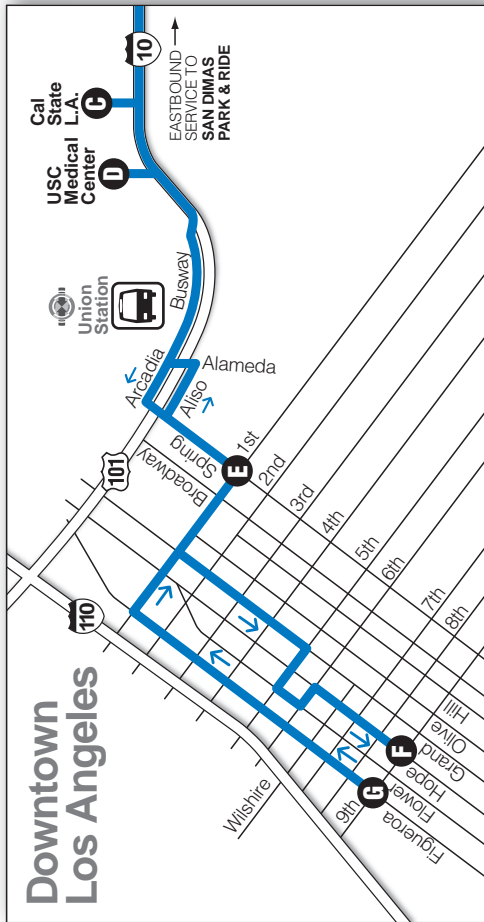 Downtown
Los Angeles
110
101
10
Cal
State
L.A.
C
USC
Medical
Center
D
EASTBOUND
SERVICE TO
SAN DIMAS
PARK & RIDE
Union
Station
Busway
Arcadia
Alameda
Aliso
Spring
Broadway
E
1st
2nd
3rd
4th
5th
6th
7th
8th
9th
Wilshire
Hill
Olive
Grand
Hope
Flower
Figueroa
F
G